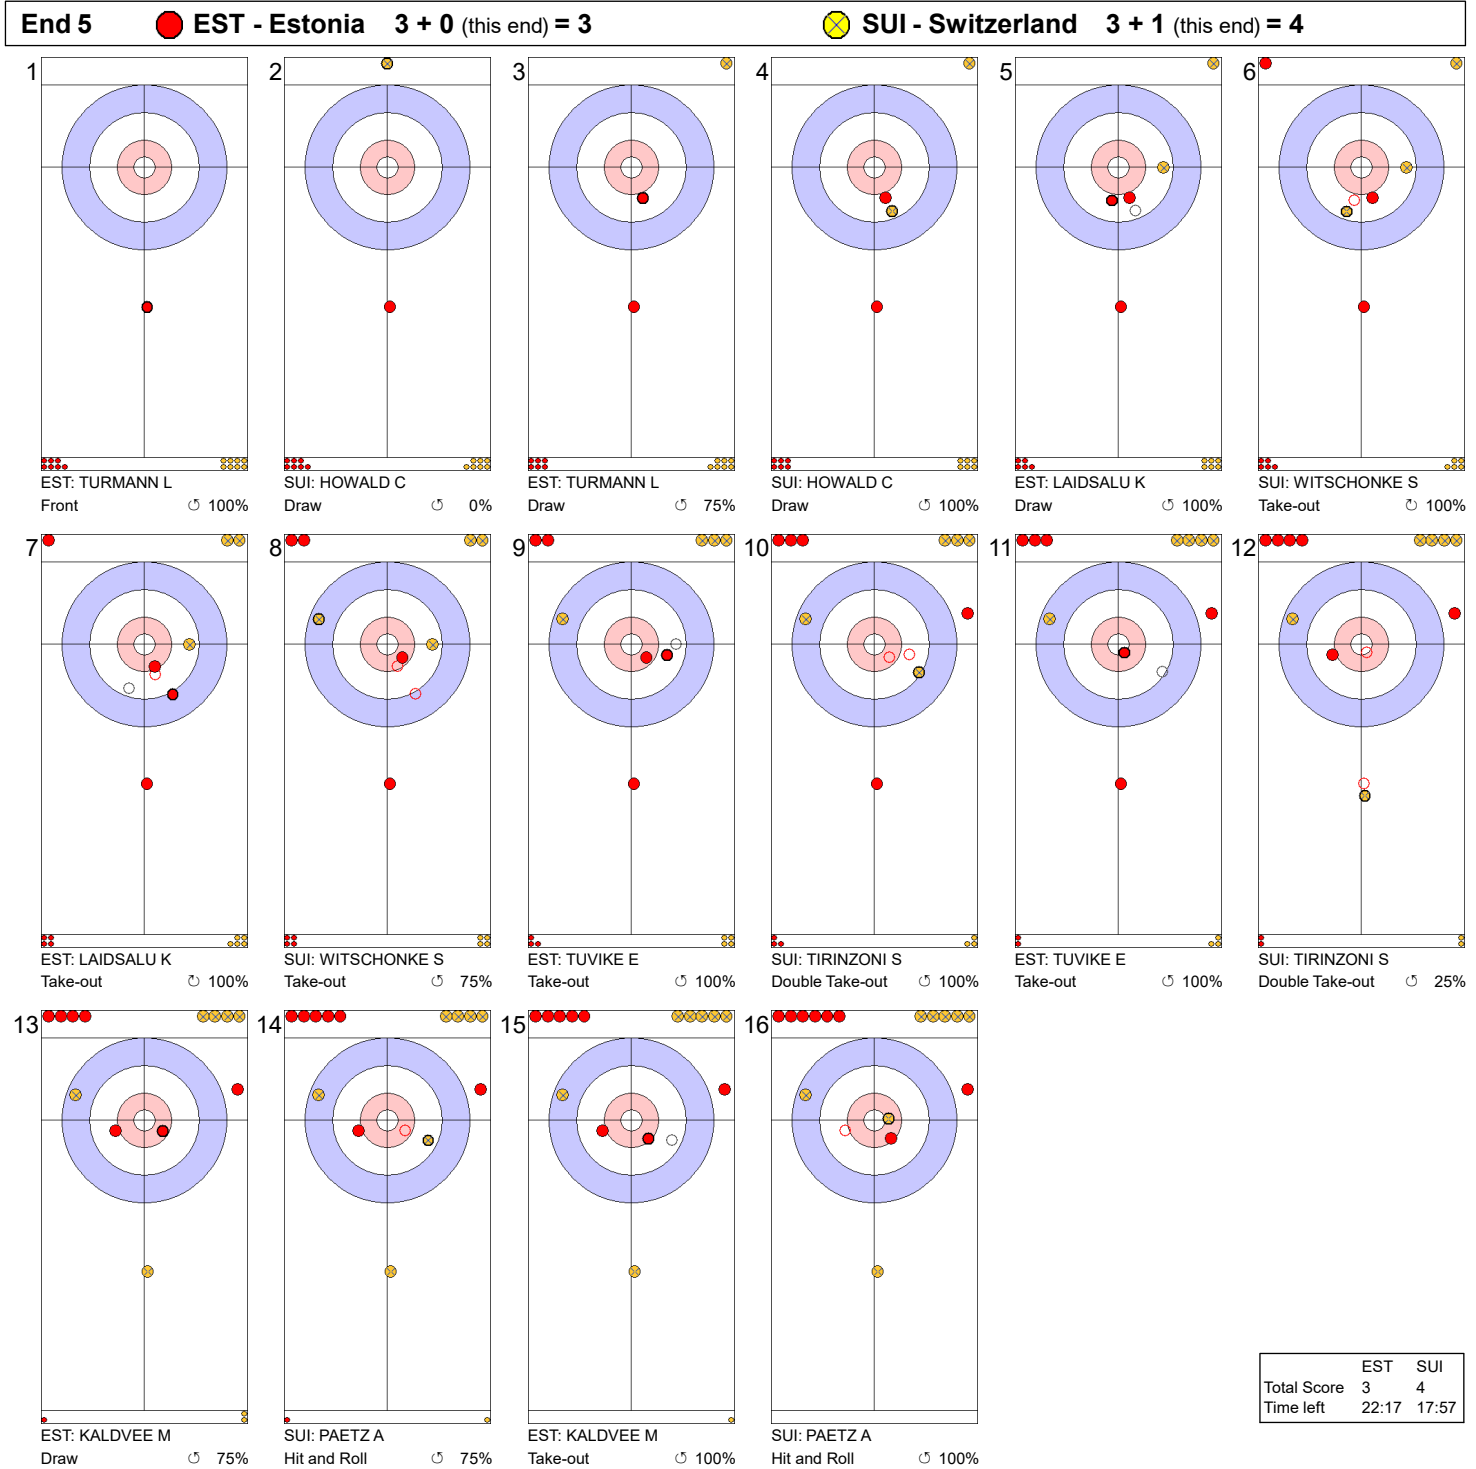 End 5 EST - Estonia 3 + 0 (this end) = 3 SUI - Switzerland 3 + 1 (this end) = 4
1 2 3 4 5 6
EST: TURMANN L SUI: HOWALD C EST: TURMANN L SUI: HOWALD C EST: LAIDSALU K SUI: WITSCHONKE S
Front ↺ 100% Draw ↺ 0% Draw ↺ 75% Draw ↺ 100% Draw ↻ 100% Take-out ↻ 100%
7 8 9 10 11 12
EST: LAIDSALU K SUI: WITSCHONKE S EST: TUVIKE E SUI: TIRINZONI S EST: TUVIKE E SUI: TIRINZONI S
Take-out ↻ 100% Take-out ↺ 75% Take-out ↺ 100% Double Take-out ↺ 100% Take-out ↺ 100% Double Take-out ↺ 25%
13 14 15 16
EST: KALDVEE M SUI: PAETZ A EST: KALDVEE M SUI: PAETZ A
Draw ↺ 75% Hit and Roll ↺ 75% Take-out ↺ 100% Hit and Roll ↺ 100%
EST SUI
Total Score 3 4
Time left 22:17 17:57